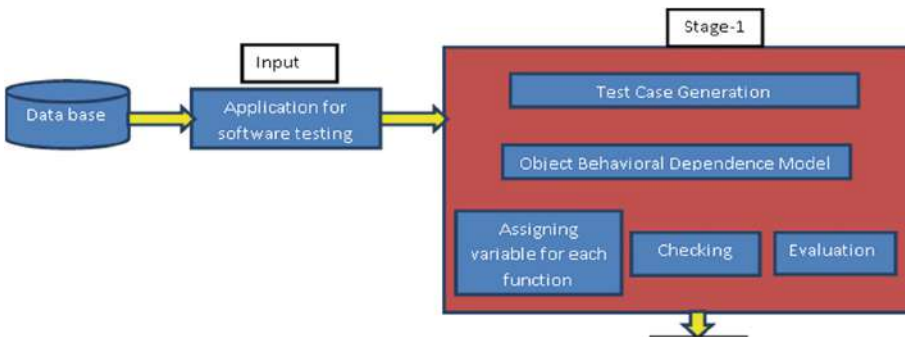 Stage-1
Input
Data base
Application for
software testing
Test Case Generation
Object Behavioral Dependence Model
Assigning
variable for each
function
Checking
Evaluation